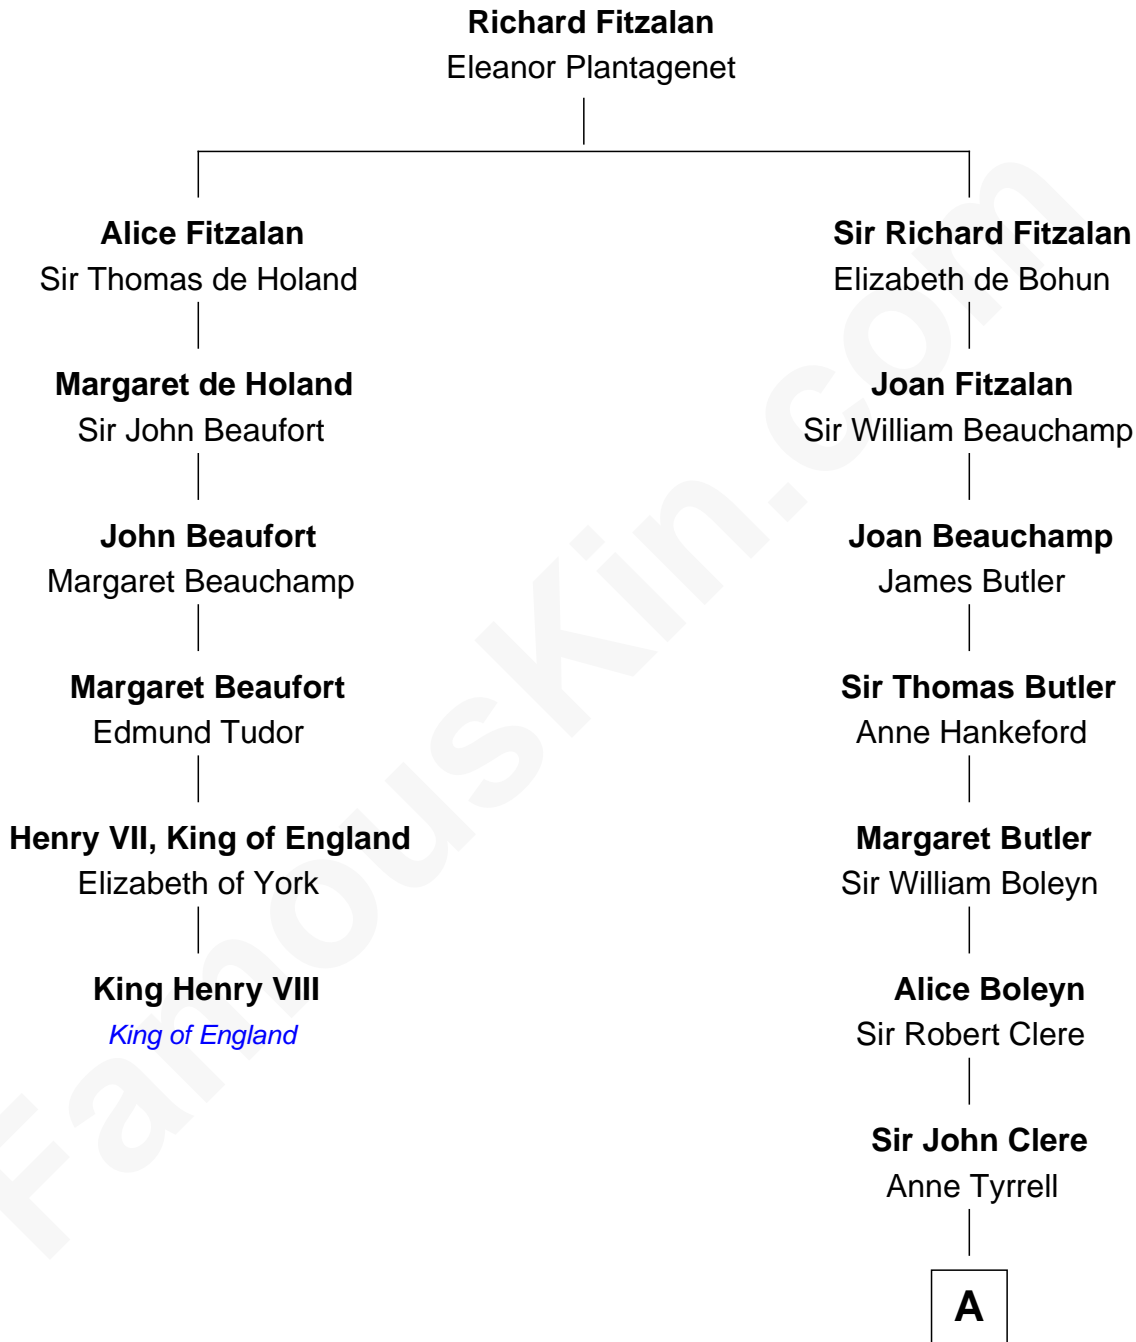 Richard Fitzalan
Eleanor Plantagenet
Alice Fitzalan
Sir Thomas de Holand
Margaret de Holand
Sir John Beaufort
John Beaufort
Margaret Beauchamp
Margaret Beaufort
Edmund Tudor
Henry VII, King of England
Elizabeth of York
King Henry VIII
King of England
Sir Richard Fitzalan
Elizabeth de Bohun
Joan Fitzalan
Sir William Beauchamp
Joan Beauchamp
James Butler
Sir Thomas Butler
Anne Hankeford
Margaret Butler
Sir William Boleyn
Alice Boleyn
Sir Robert Clere
Sir John Clere
Anne Tyrrell
A
FamousKin.com